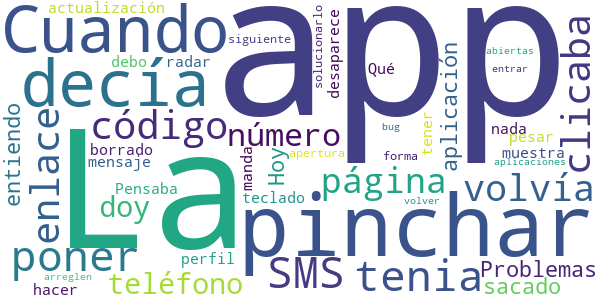 actualización
Cuando
app
siguiente
solucionarlo
desaparece
Qué
abiertas
entrar
clicaba
debo
radar
decía
aplicación
código
número
nada
tener
bug
pesar
entiendo
enlace
La
borrado
mensaje
manda
Hoy
apertura
forma
muestra
aplicaciones
Pensaba
doy
teclado
página
volvía
pinchar
volver
poner
perfil
SMS
tenia
Problemas
sacado
arreglen
hacer
teléfono